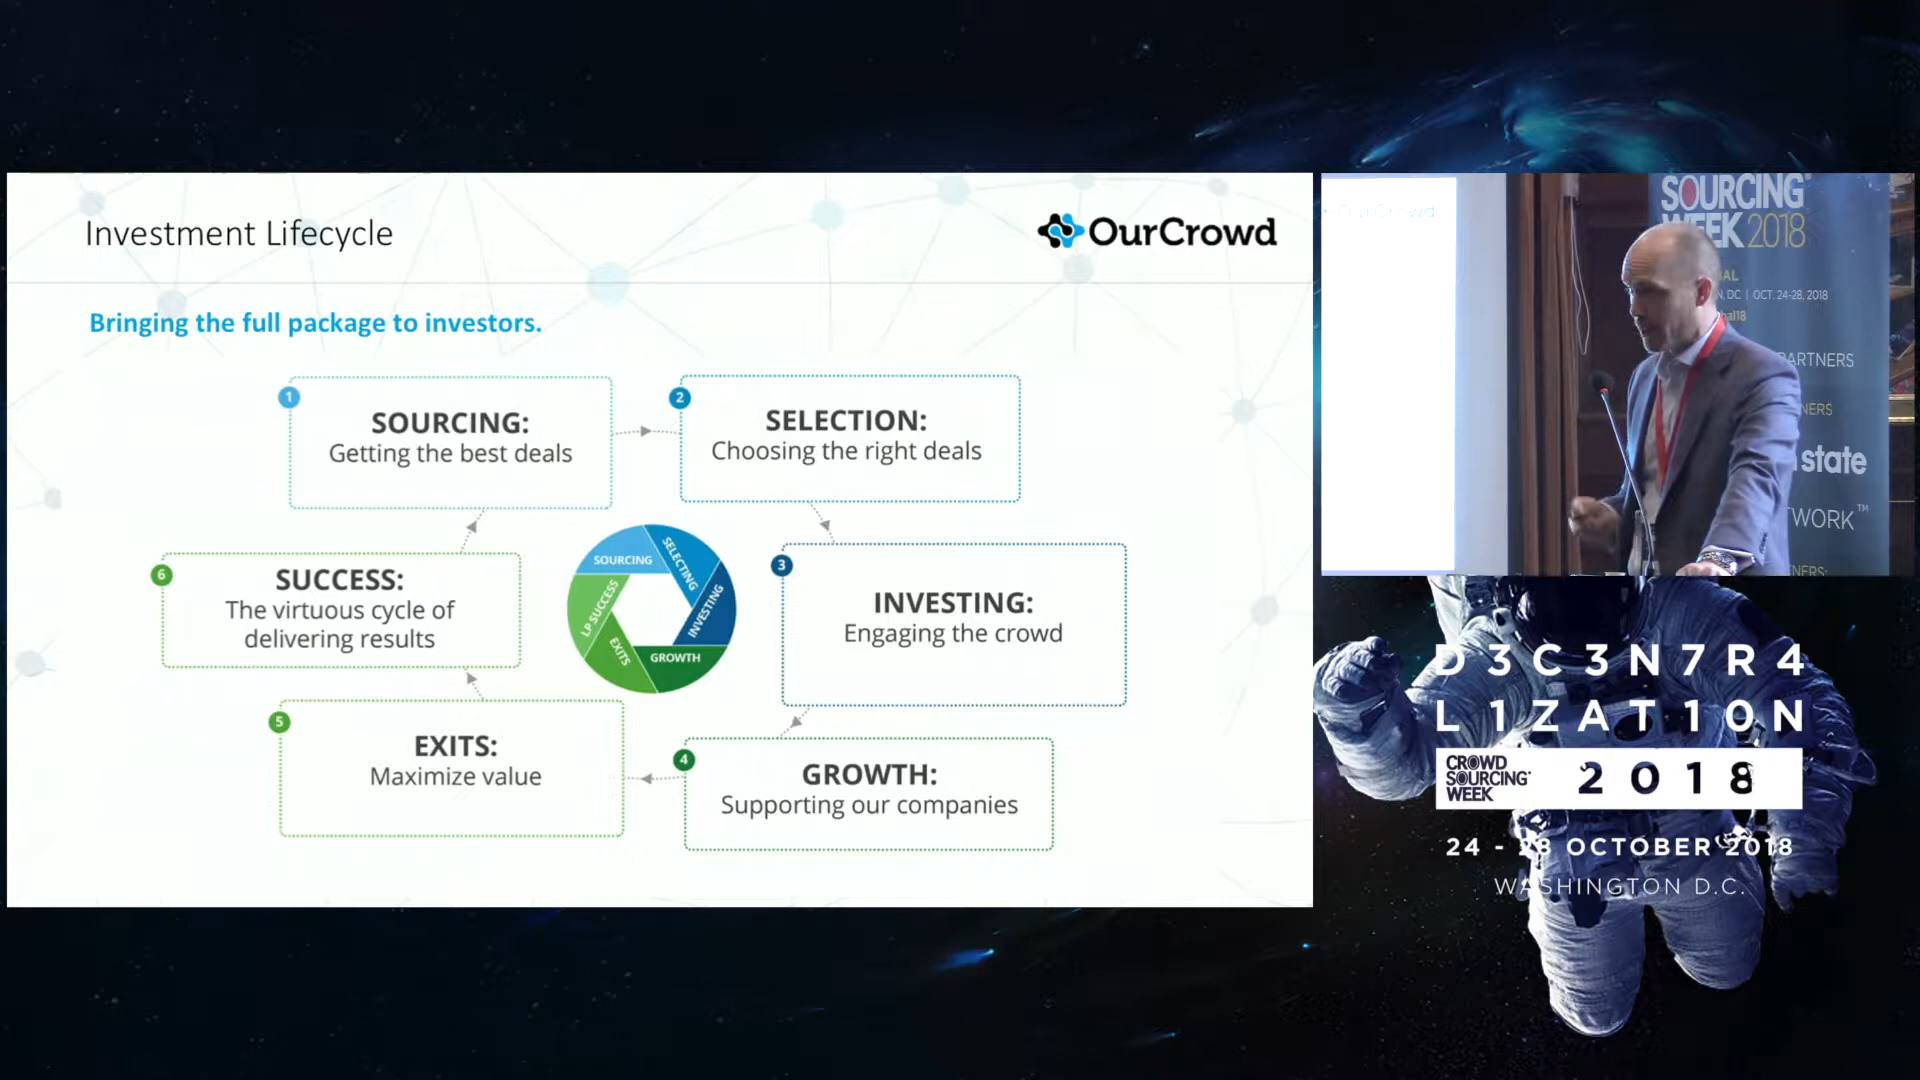 Investment Lifecycle
OurCrowd
Bringing the full package to investors.
1
SOURCING:
Getting the best deals
2
SELECTION:
Choosing the right deals
3
INVESTING:
Engaging the crowd
4
GROWTH:
Supporting our companies
5
EXITS:
Maximize value
6
SUCCESS:
The virtuous cycle of
delivering results
SOURCING
SELECTING
INVESTING
GROWTH
EXITS
LP SUCCESS
OurCrowd
SOURCING
WEEK 2018
DC | OCT. 24-28, 2018
PARTNERS
state
WORK™
D3C3N7R4
L1ZAT10N
CROWD
SOURCING
WEEK
2018
24 - 28 OCTOBER 2018
WASHINGTON D.C.